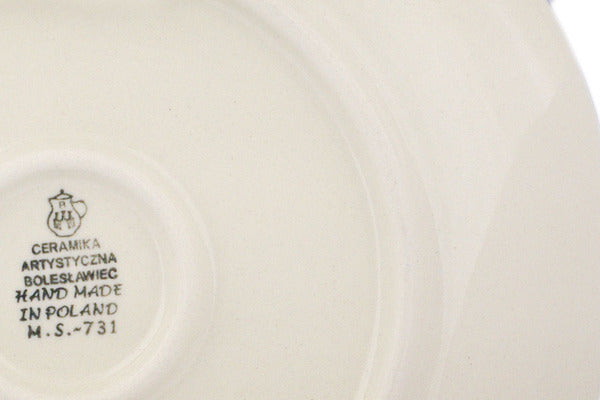 CERAMIKA
ARTYSTYCZNA
BOLESŁAWIEC
HAND MADE
IN POLAND
M.S.~731